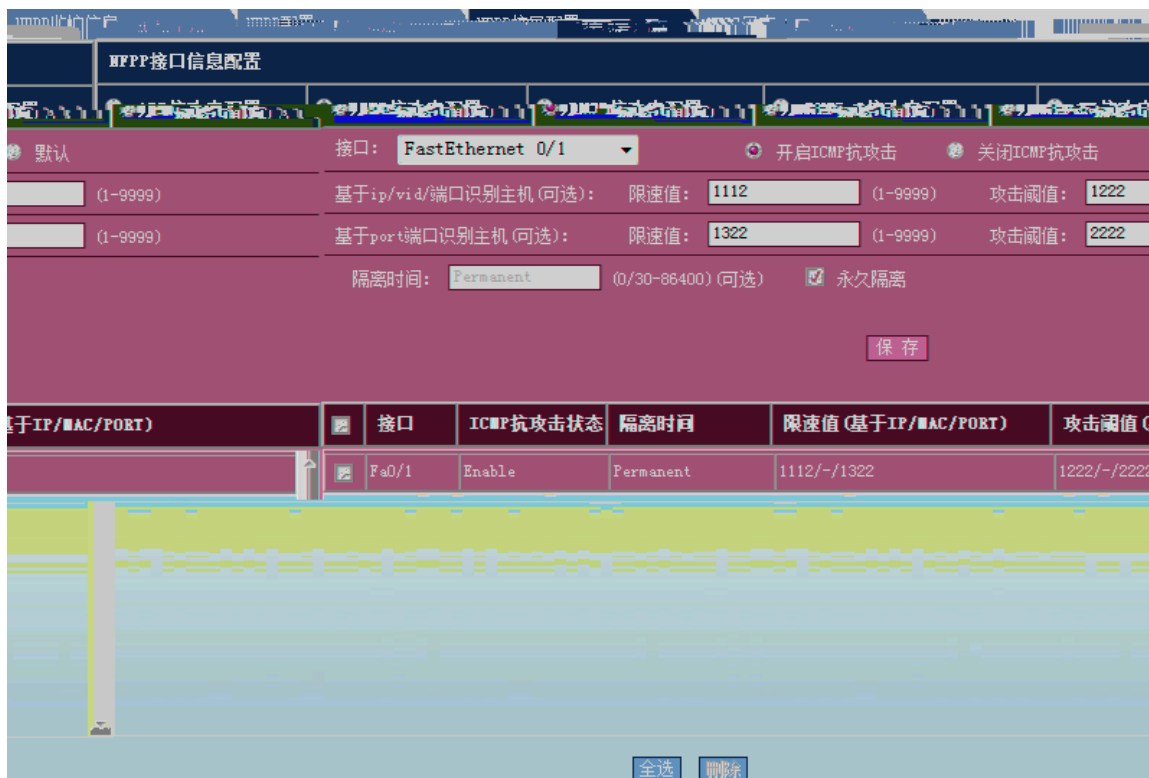 NFPP接口信息配置
默认 接口： FastEthernet 0/1 开启ICMP抗攻击 关闭ICMP抗攻击
(1-9999) 基于ip/vid/端口识别主机(可选)： 限速值： 1112 (1-9999) 攻击阈值： 1222
(1-9999) 基于port端口识别主机(可选)： 限速值： 1322 (1-9999) 攻击阈值： 2222
隔离时间： Permanent (0/30-86400)(可选) 永久隔离
保 存
基于IP/MAC/PORT) 接口 ICMP抗攻击状态 隔离时间 限速值(基于IP/MAC/PORT) 攻击阈值(
Fa0/1 Enable Permanent 1112/-/1322 1222/-/2222
全选 删除